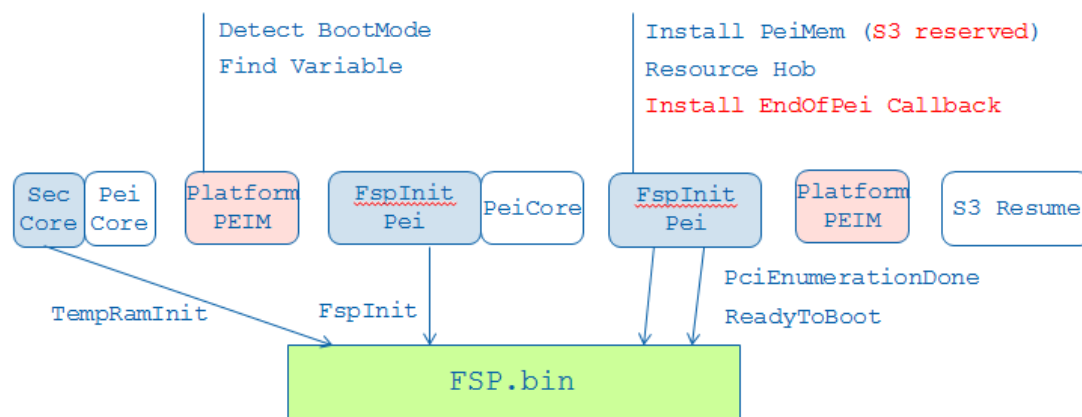 Detect BootMode
Find Variable
Install PeiMem (S3 reserved)
Resource Hob
Install EndOfPei Callback
Sec
Core
Pei
Core
Platform
PEIM
FspInit
Pei
PeiCore
FspInit
Pei
Platform
PEIM
S3 Resume
TempRamInit
FspInit
PciEnumerationDone
ReadyToBoot
FSP.bin